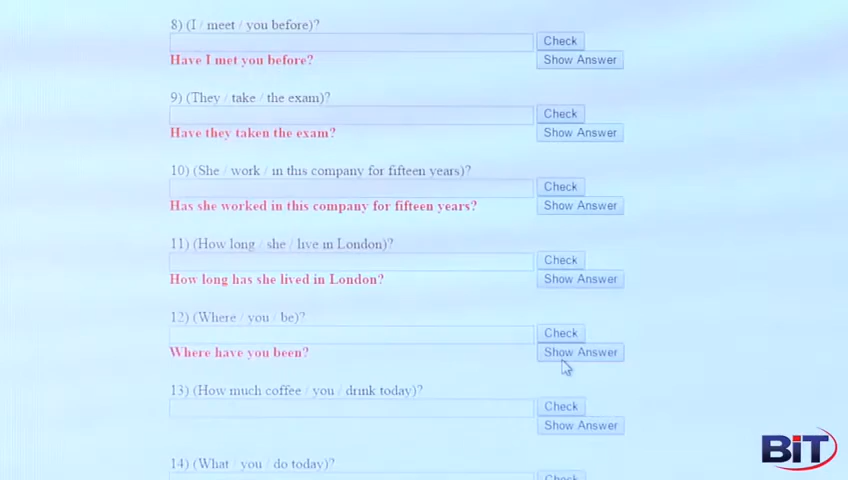 8) (I / meet / you before)?
Check
Have I met you before?
Show Answer
9) (They / take / the exam)?
Check
Have they taken the exam?
Show Answer
10) (She / work / in this company for fifteen years)?
Check
Has she worked in this company for fifteen years?
Show Answer
11) (How long / she / live in London)?
Check
How long has she lived in London?
Show Answer
12) (Where / you / be)?
Check
Where have you been?
Show Answer
13) (How much coffee / you / drink today)?
Check
Show Answer
14) (What / you / do today)?
Check
BiT